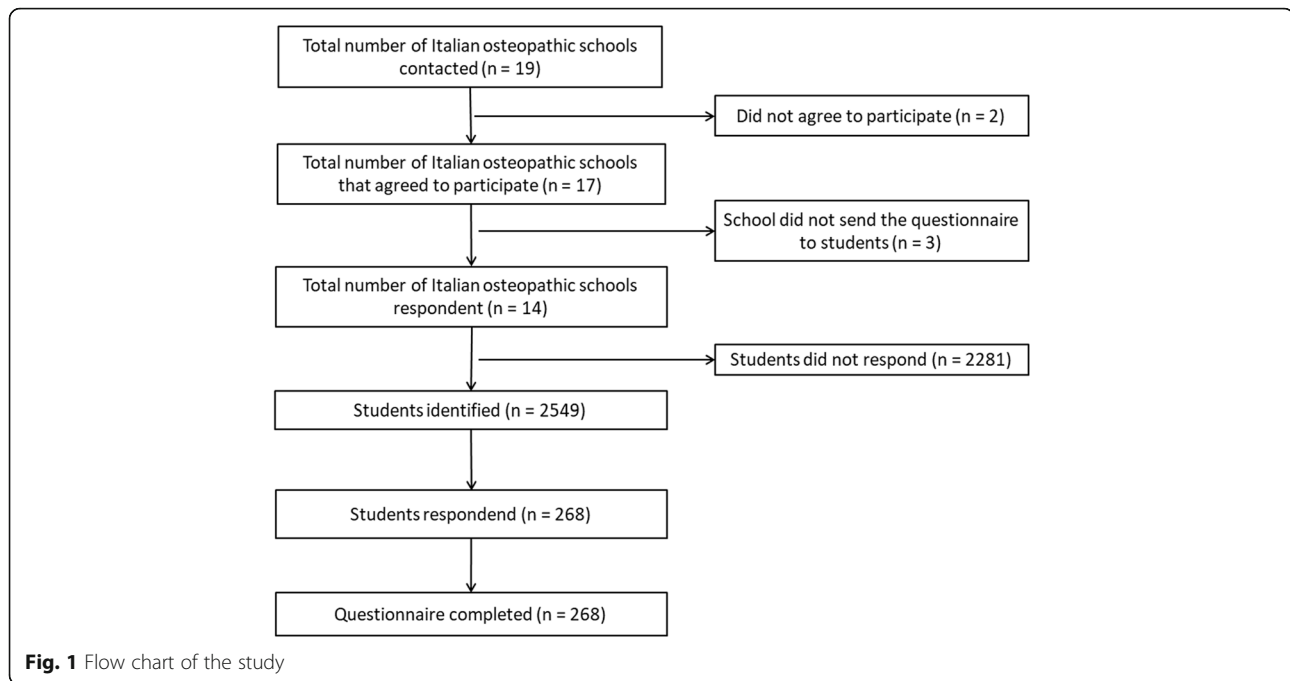 Total number of Italian osteopathic schools
contacted (n = 19)
Did not agree to participate (n = 2)
Total number of Italian osteopathic schools
that agreed to participate (n = 17)
School did not send the questionnaire
to students (n = 3)
Total number of Italian osteopathic schools
respondent (n = 14)
Students did not respond (n = 2281)
Students identified (n = 2549)
Students respondend (n = 268)
Questionnaire completed (n = 268)
Fig. 1 Flow chart of the study